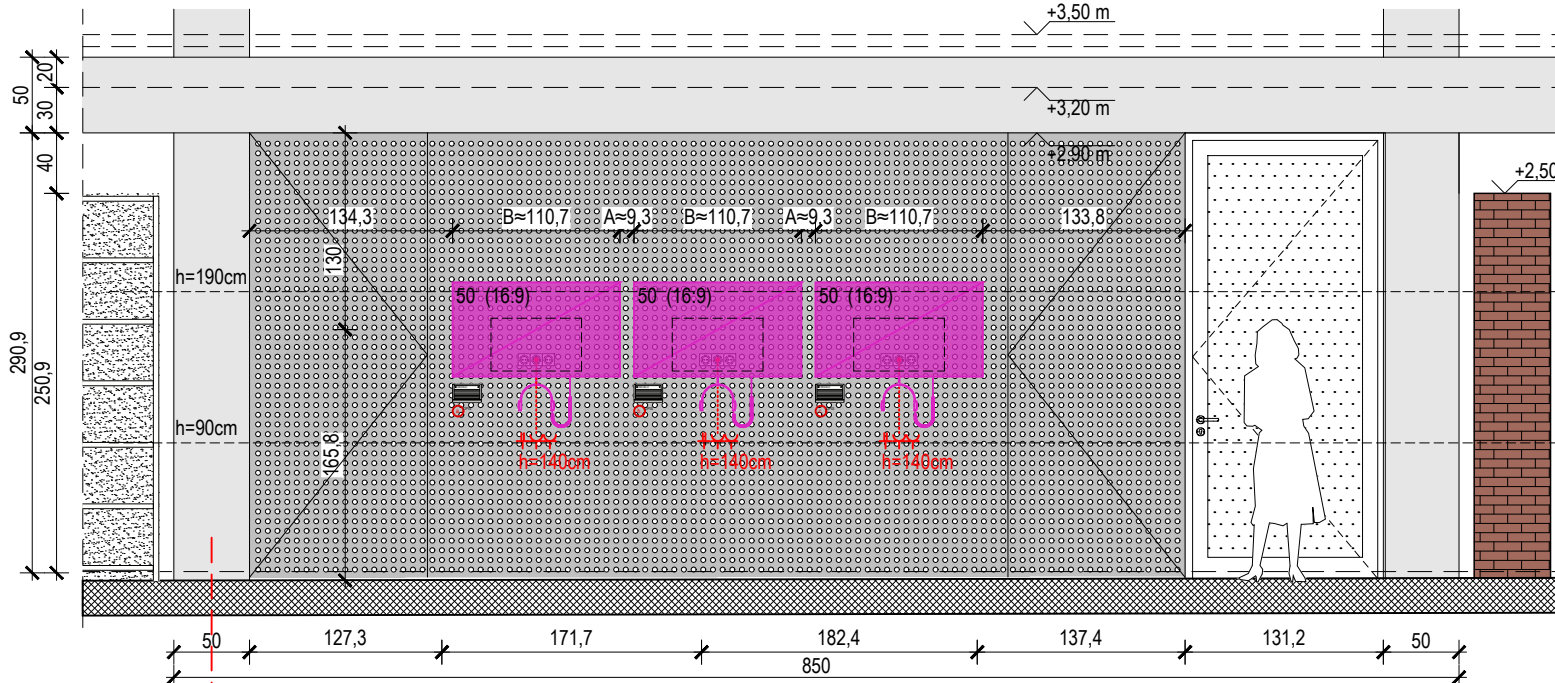 +3,50 m
20
50
30
+3,20 m
+2,90 m
40
+2,50
134,3
B≈110,7
A≈9,3
B≈110,7
A≈9,3
B≈110,7
133,8
130
h=190cm
50" (16:9)
50" (16:9)
50" (16:9)
290,9
250,9
h=90cm
165,8
h=140cm
h=140cm
h=140cm
50
127,3
171,7
182,4
137,4
131,2
50
850